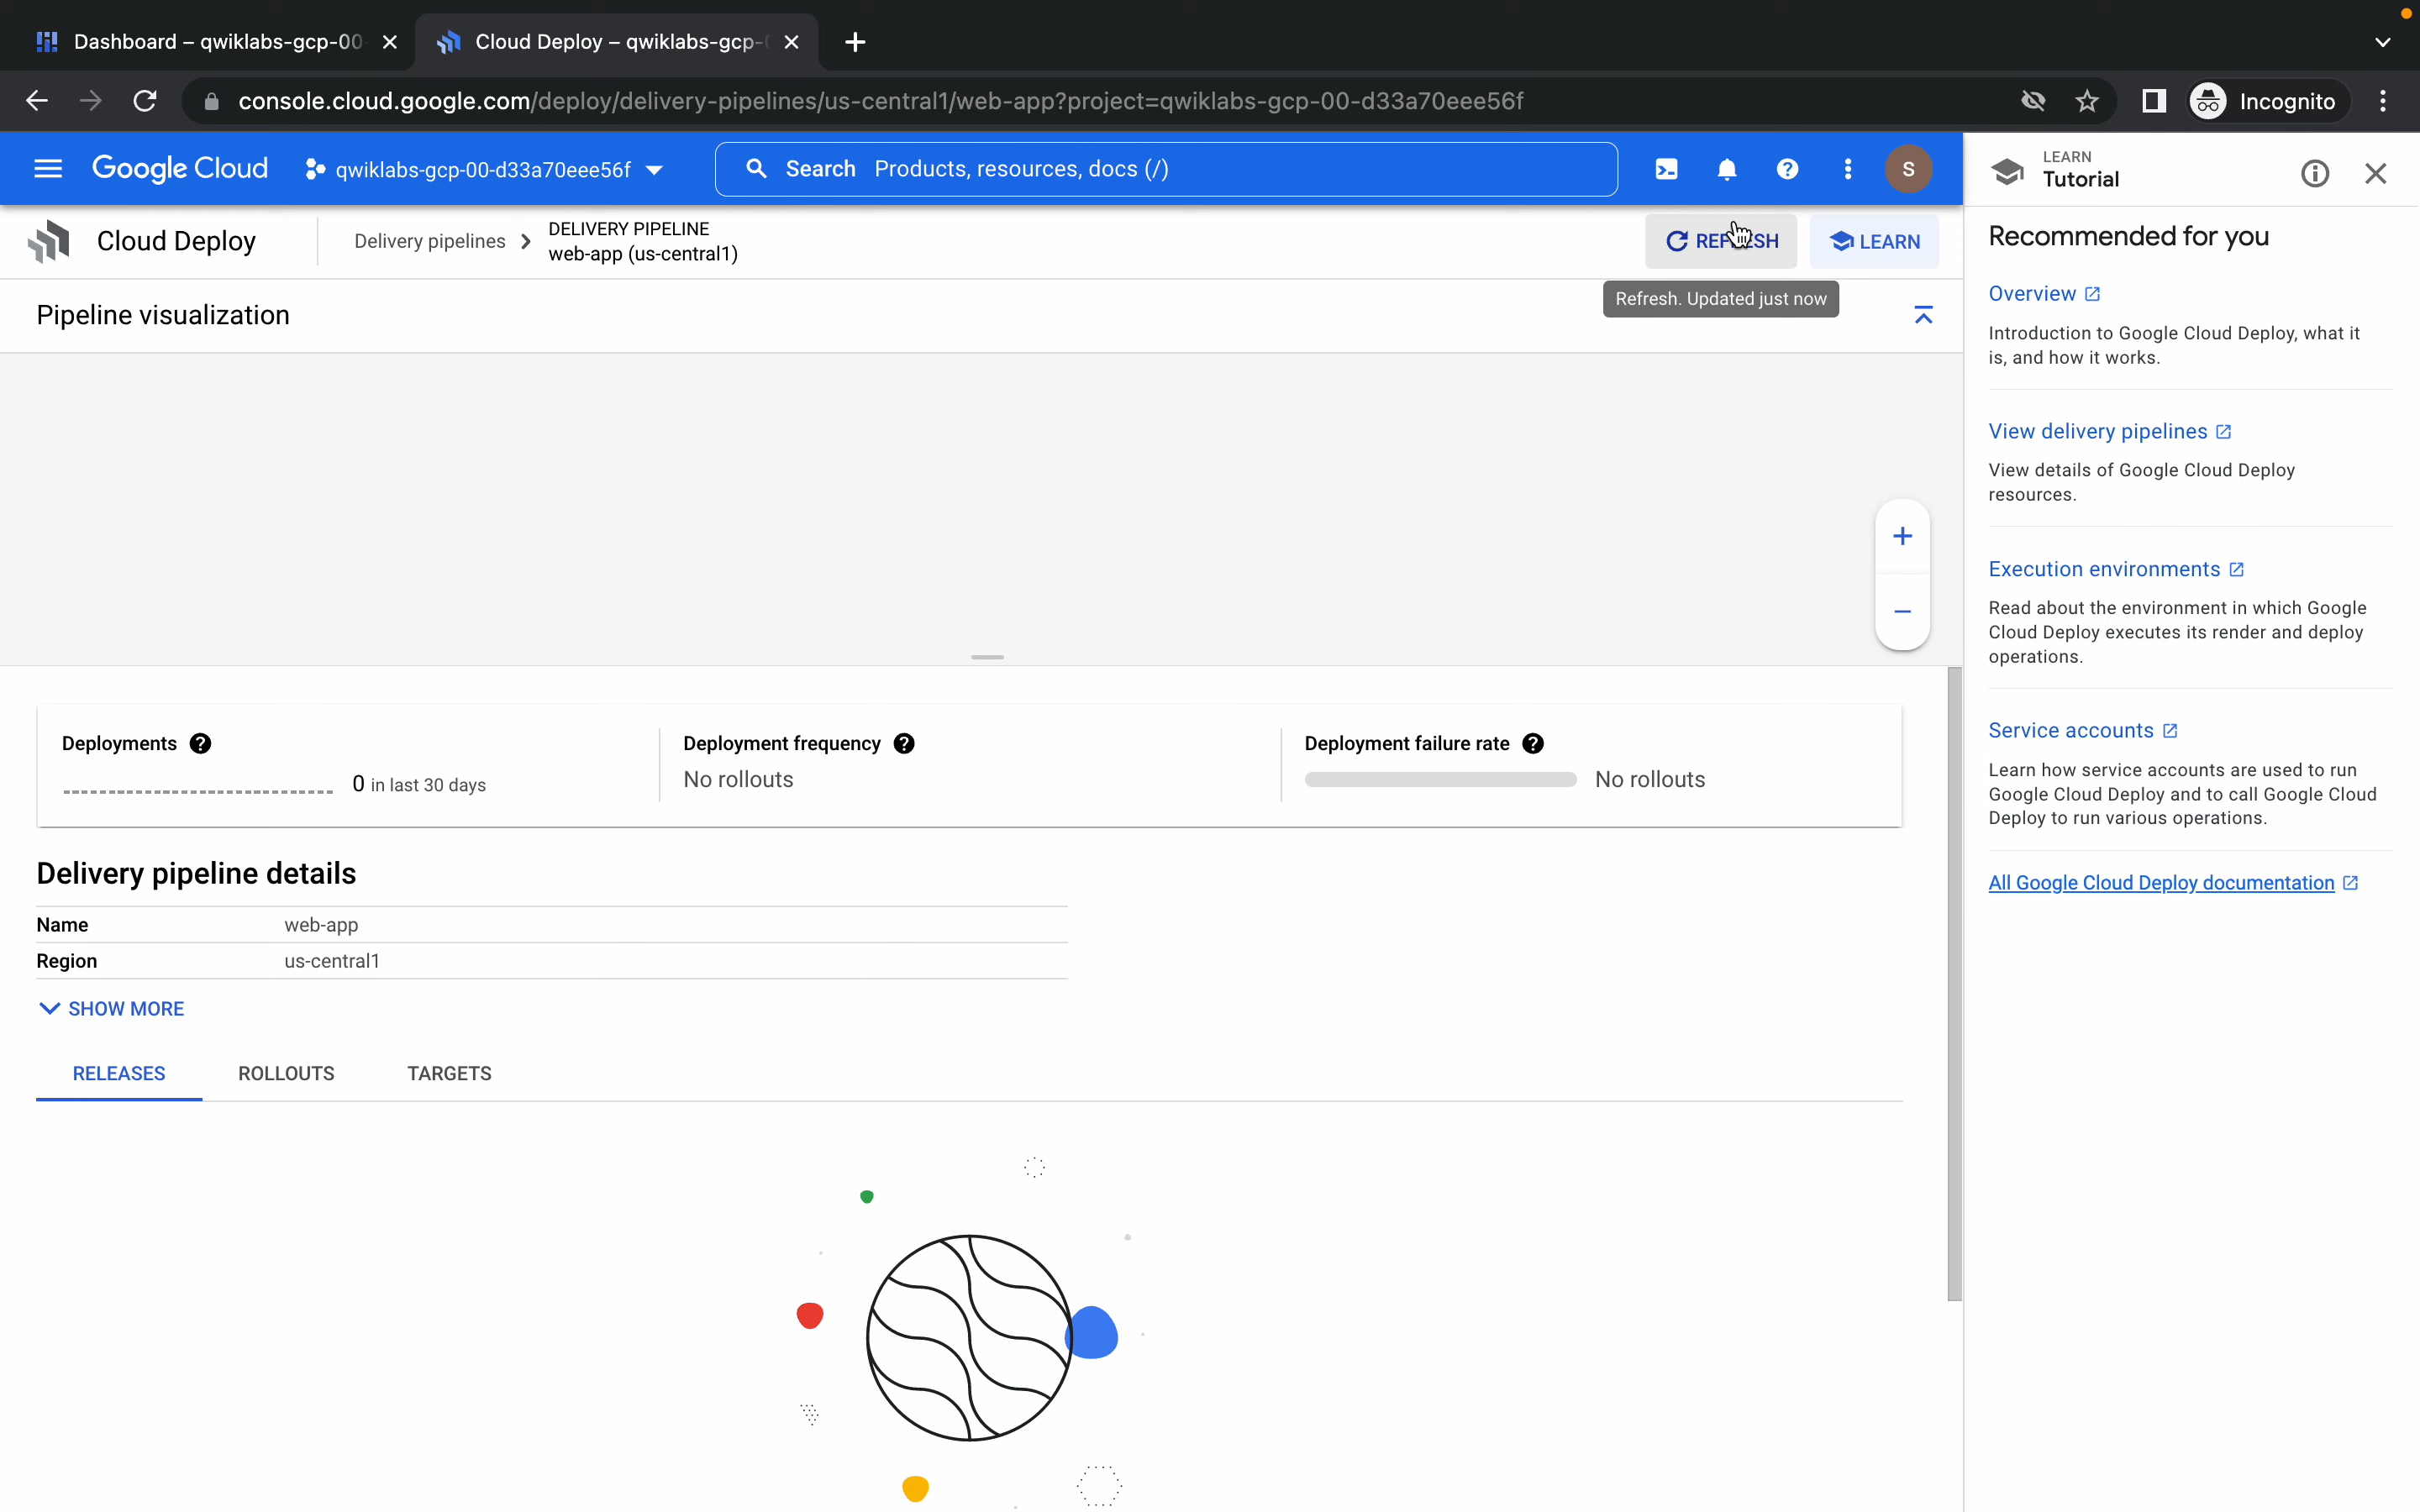 Dashboard – qwiklabs-gcp-00
Cloud Deploy – qwiklabs-gcp-
console.cloud.google.com/deploy/delivery-pipelines/us-central1/web-app?project=qwiklabs-gcp-00-d33a70eee56f
Incognito
Google Cloud
qwiklabs-gcp-00-d33a70eee56f
Search Products, resources, docs (/)
S
LEARN
Tutorial
Cloud Deploy
Delivery pipelines
DELIVERY PIPELINE
web-app (us-central1)
REFRESH
LEARN
Refresh. Updated just now
Pipeline visualization
Deployments
0 in last 30 days
Deployment frequency
No rollouts
Deployment failure rate
No rollouts
Delivery pipeline details
Name web-app
Region us-central1
SHOW MORE
RELEASES
ROLLOUTS
TARGETS
Recommended for you
Overview
Introduction to Google Cloud Deploy, what it
is, and how it works.
View delivery pipelines
View details of Google Cloud Deploy
resources.
Execution environments
Read about the environment in which Google
Cloud Deploy executes its render and deploy
operations.
Service accounts
Learn how service accounts are used to run
Google Cloud Deploy and to call Google Cloud
Deploy to run various operations.
All Google Cloud Deploy documentation